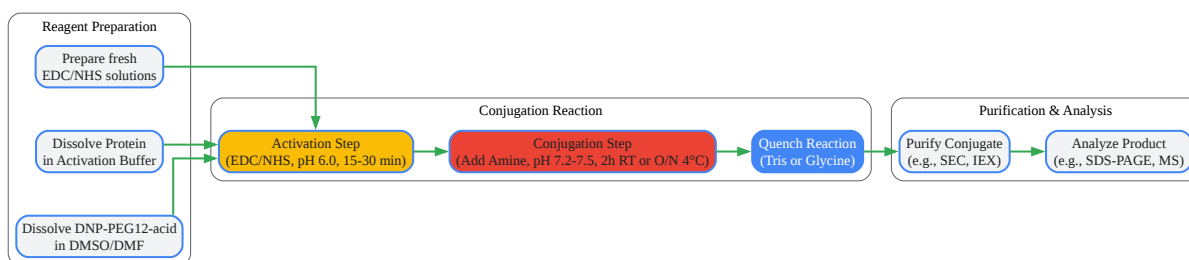 Reagent Preparation
Prepare fresh
EDC/NHS solutions
Dissolve Protein
in Activation Buffer
Dissolve DNP-PEG12-acid
in DMSO/DMF
Conjugation Reaction
Activation Step
(EDC/NHS, pH 6.0, 15-30 min)
Conjugation Step
(Add Amine, pH 7.2-7.5, 2h RT or O/N 4°C)
Quench Reaction
(Tris or Glycine)
Purification & Analysis
Purify Conjugate
(e.g., SEC, IEX)
Analyze Product
(e.g., SDS-PAGE, MS)